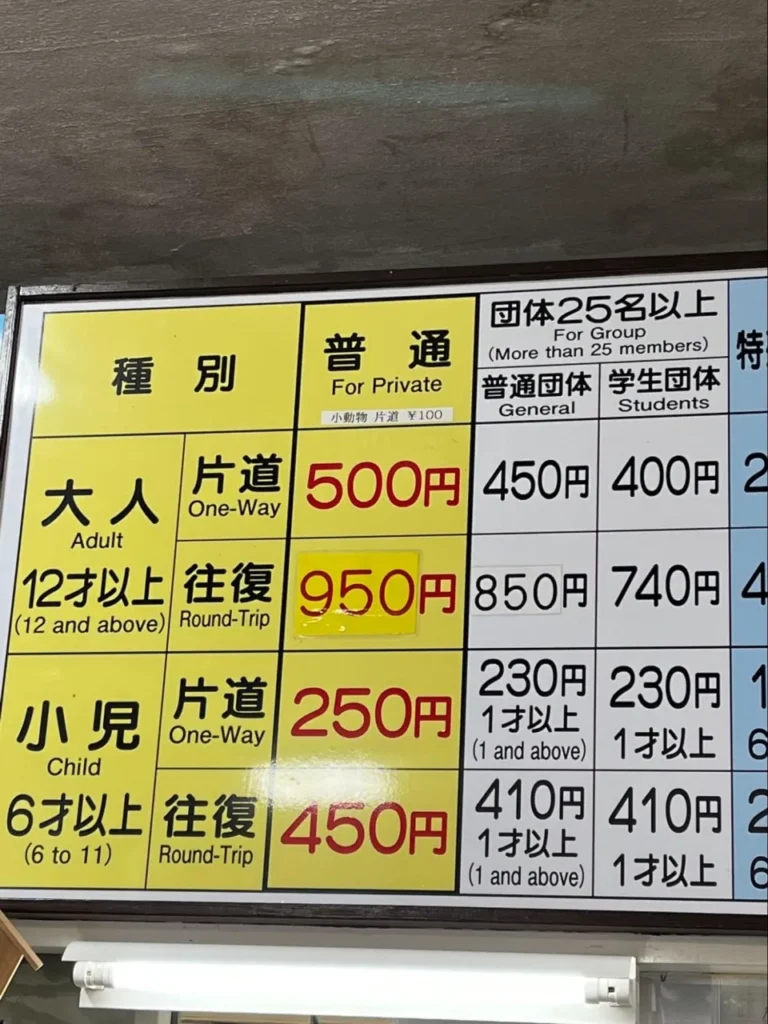 種別
普通
For Private
小動物 片道 ¥100
団体25名以上
For Group
(More than 25 members)
普通団体
General
学生団体
Students
大人
Adult
12才以上
(12 and above)
片道
One-Way
500円
450円
400円
2
往復
Round-Trip
950円
850円
740円
4
小児
Child
6才以上
(6 to 11)
片道
One-Way
250円
230円
1才以上
(1 and above)
230円
1才以上
1
6
往復
Round-Trip
450円
410円
1才以上
(1 and above)
410円
1才以上
2
6